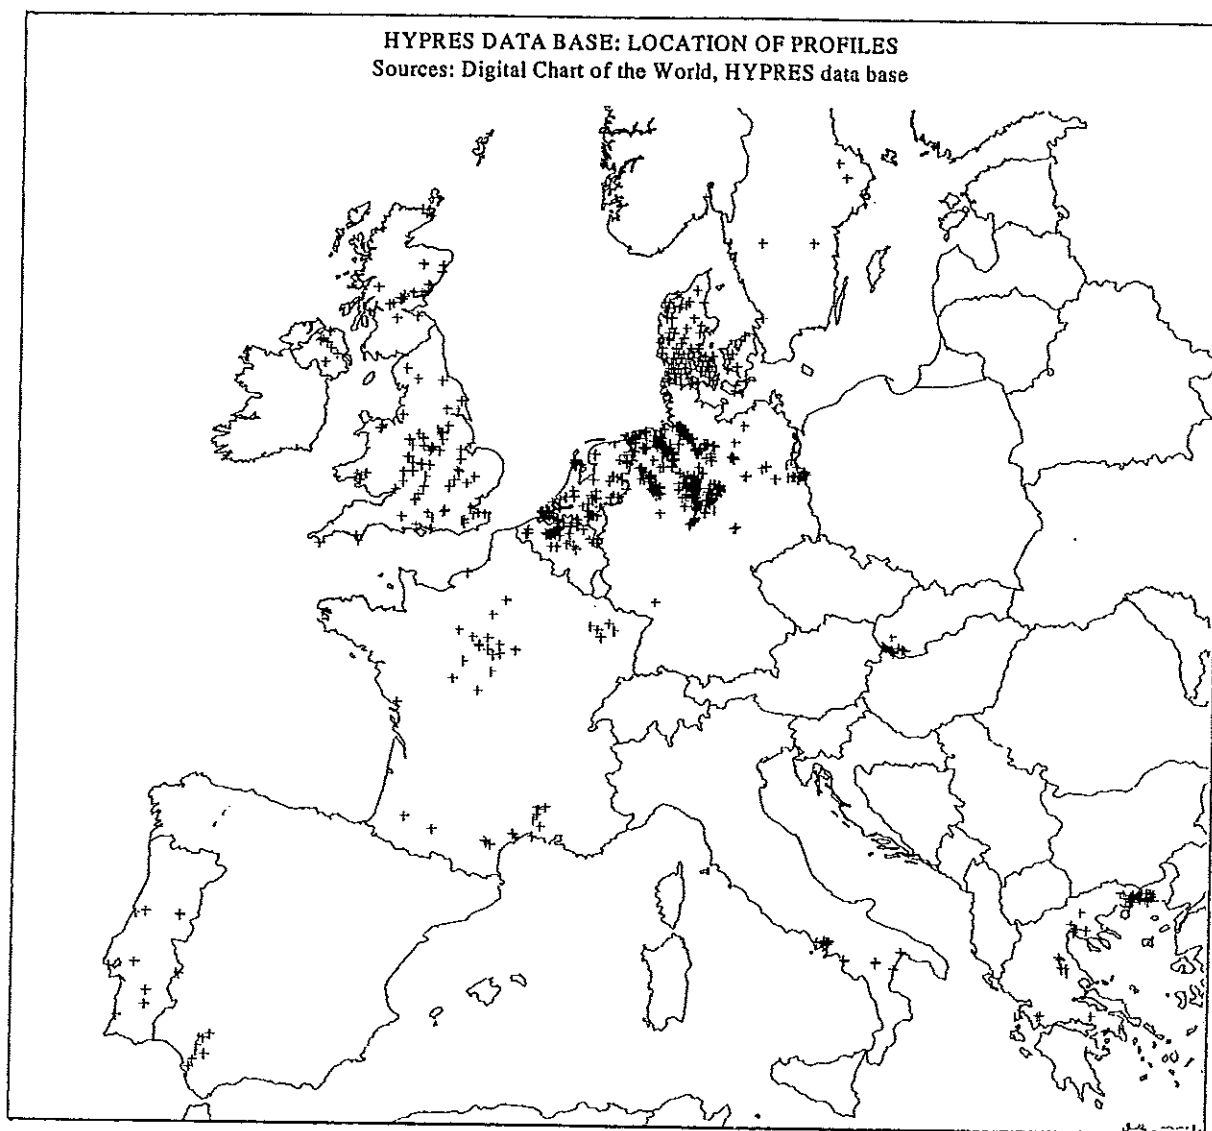 HYPRES DATA BASE: LOCATION OF PROFILES
Sources: Digital Chart of the World, HYPRES data base